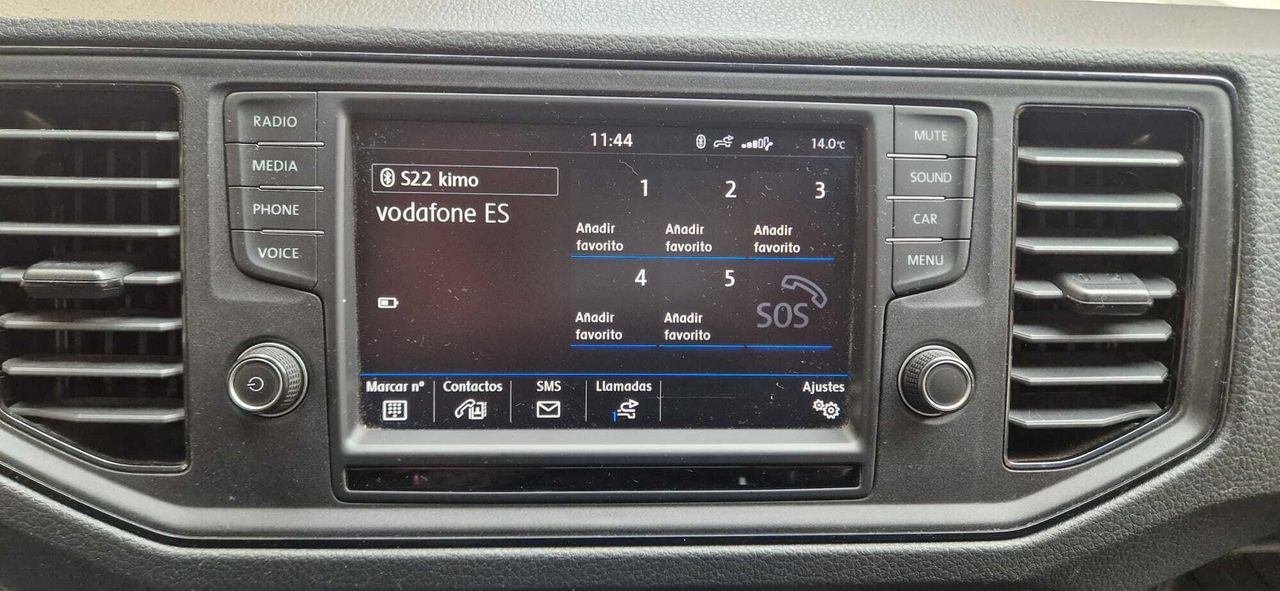 RADIO
MEDIA
PHONE
VOICE
11:44
14.0°C
S22 kimo
vodafone ES
1
2
3
Añadir
favorito
Añadir
favorito
Añadir
favorito
4
5
Añadir
favorito
Añadir
favorito
SOS
Marcar nº
Contactos
SMS
Llamadas
1
Ajustes
MUTE
SOUND
CAR
MENU